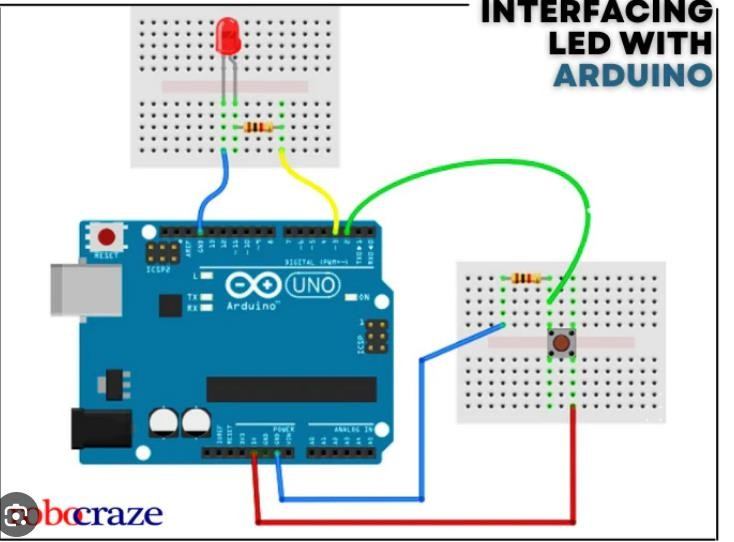 INTERFACING
LED WITH
ARDUINO
RESET
ICSP2
AREF
GND
13
12
~11
~10
~9
8
7
~6
~5
4
~3
2
TX▸1
RX◂0
DIGITAL (PWM~)
L
TX
RX
Arduino™
UNO
ON
1
ICSP
IOREF
RESET
3V3
5V
GND
GND
VIN
POWER
ANALOG IN
A0
A1
A2
A3
A4
A5
obocraze